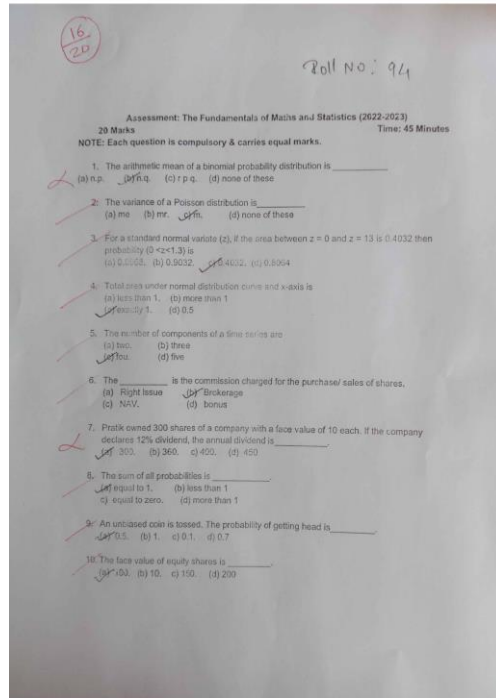 16
20
Roll No: 94
Assessment: The Fundamentals of Maths and Statistics (2022-2023)
20 Marks Time: 45 Minutes
NOTE: Each question is compulsory & carries equal marks.
1. The arithmetic mean of a binomial probability distribution is
(a) n.p. (b) n.q. (c) r p q. (d) none of these
2. The variance of a Poisson distribution is
(a) me (b) mr. c) m. (d) none of these
3. For a standard normal variate (z), if the area between z = 0 and z = 13 is 0.4032 then
probability (0 <z<1.3) is
(b) 0.9032. c) 0.4032.
4. Total area under normal distribution curve and x-axis is
(a) less than 1. (b) more than 1
(c) exactly 1. (d) 0.5
5. The number of components of a time series are
(a) two. (b) three
(c) fou. (d) five
6. The is the commission charged for the purchase/ sales of shares.
(a) Right Issue (b) Brokerage
(c) NAV. (d) bonus
7. Pratik owned 300 shares of a company with a face value of 10 each. If the company
declares 12% dividend, the annual dividend is
(a) 300. (b) 360. c) 400. (d) 450
8. The sum of all probabilities is
(a) equal to 1. (b) less than 1
c) equal to zero. (d) more than 1
9. An unbiased coin is tossed. The probability of getting head is
(a) 0.5. (b) 1. c) 0.1. d) 0.7
10. The face value of equity shares is
(a) 100. (b) 10. c) 150. (d) 200